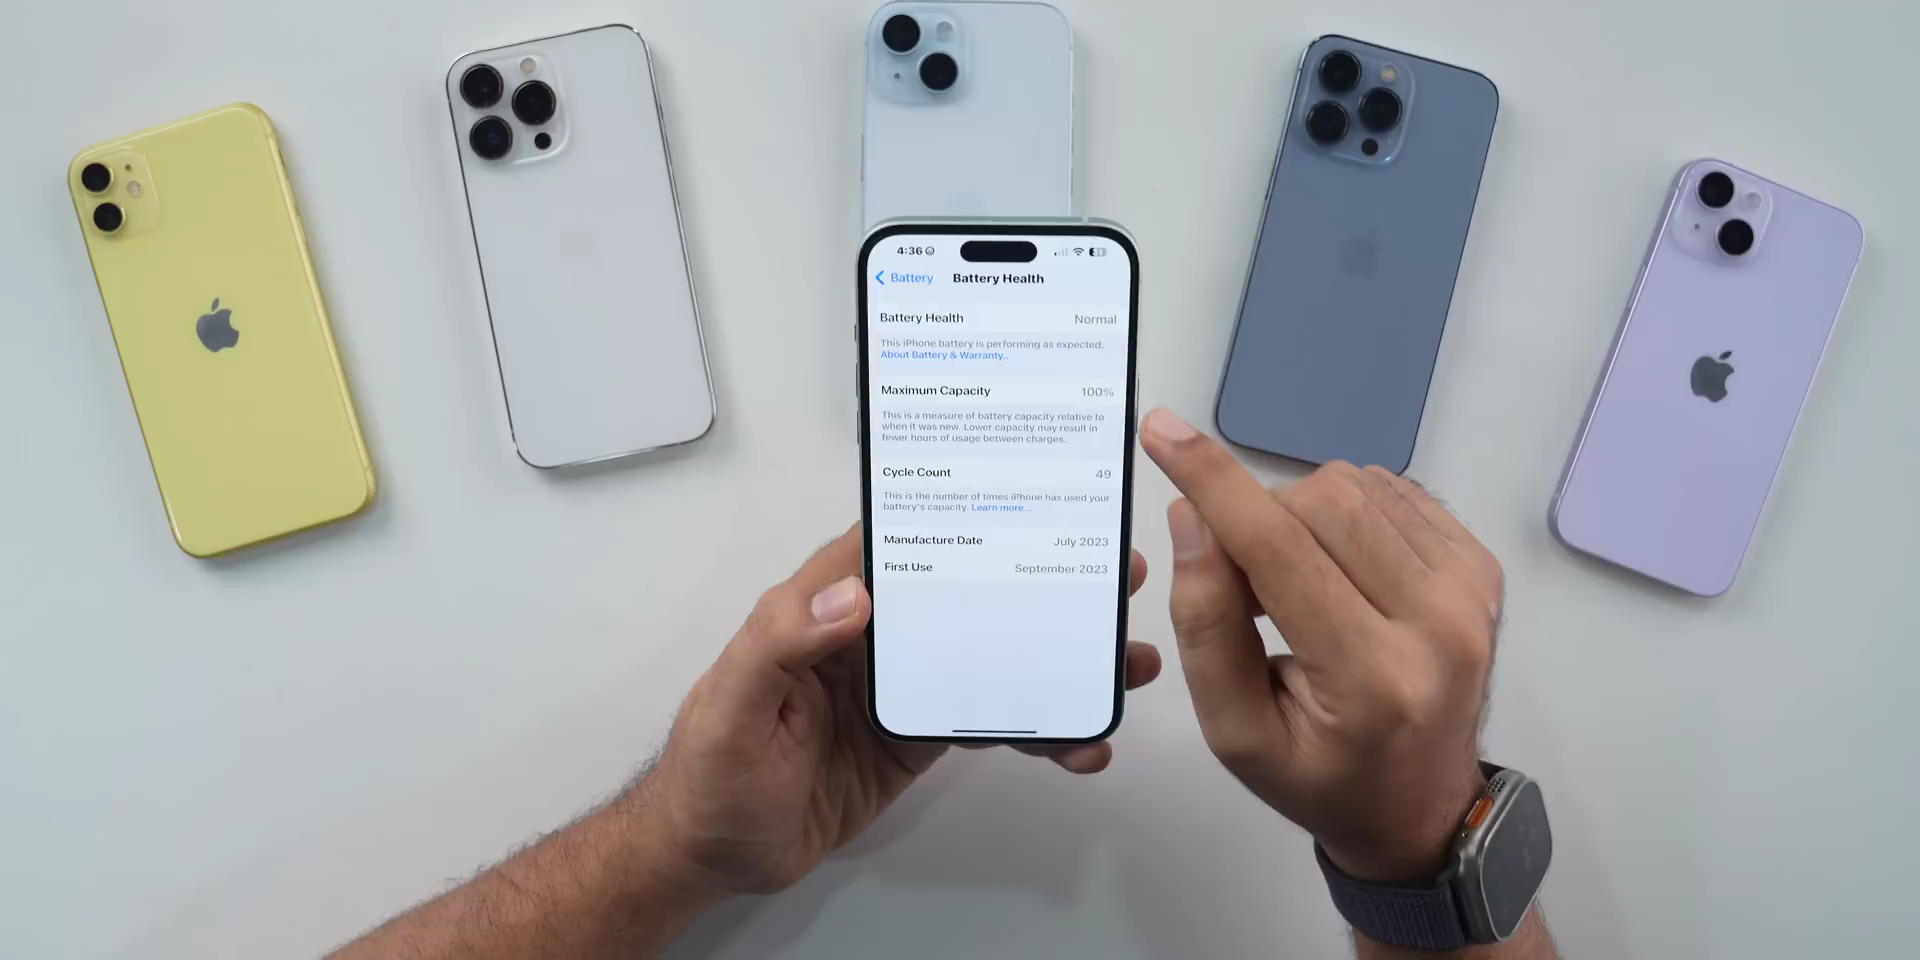 4:36
Battery
Battery Health
Battery Health Normal
This iPhone battery is performing as expected.
About Battery & Warranty...
Maximum Capacity 100%
This is a measure of battery capacity relative to
when it was new. Lower capacity may result in
fewer hours of usage between charges.
Cycle Count 49
This is the number of times iPhone has used your
battery's capacity. Learn more...
Manufacture Date July 2023
First Use September 2023